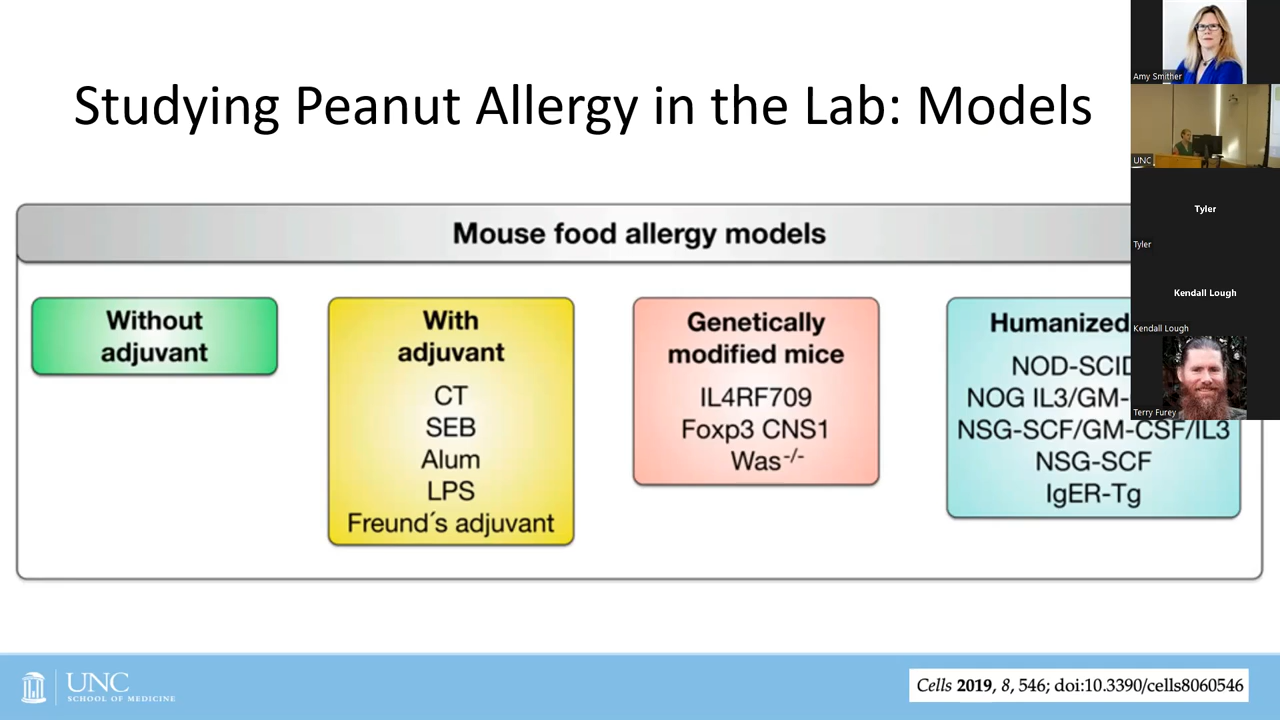 Studying Peanut Allergy in the Lab: Models
Mouse food allergy models
Without
adjuvant
With
adjuvant
CT
SEB
Alum
LPS
Freund´s adjuvant
Genetically
modified mice
IL4RF709
Foxp3 CNS1
Was-/-
Humanized
NOD-SCID
NOG IL3/GM-
NSG-SCF/GM-CSF/IL3
NSG-SCF
IgER-Tg
Amy Smither
UNC
Tyler
Tyler
Kendall Lough
Kendall Lough
Terry Furey
UNC
SCHOOL OF MEDICINE
Cells 2019, 8, 546; doi:10.3390/cells8060546